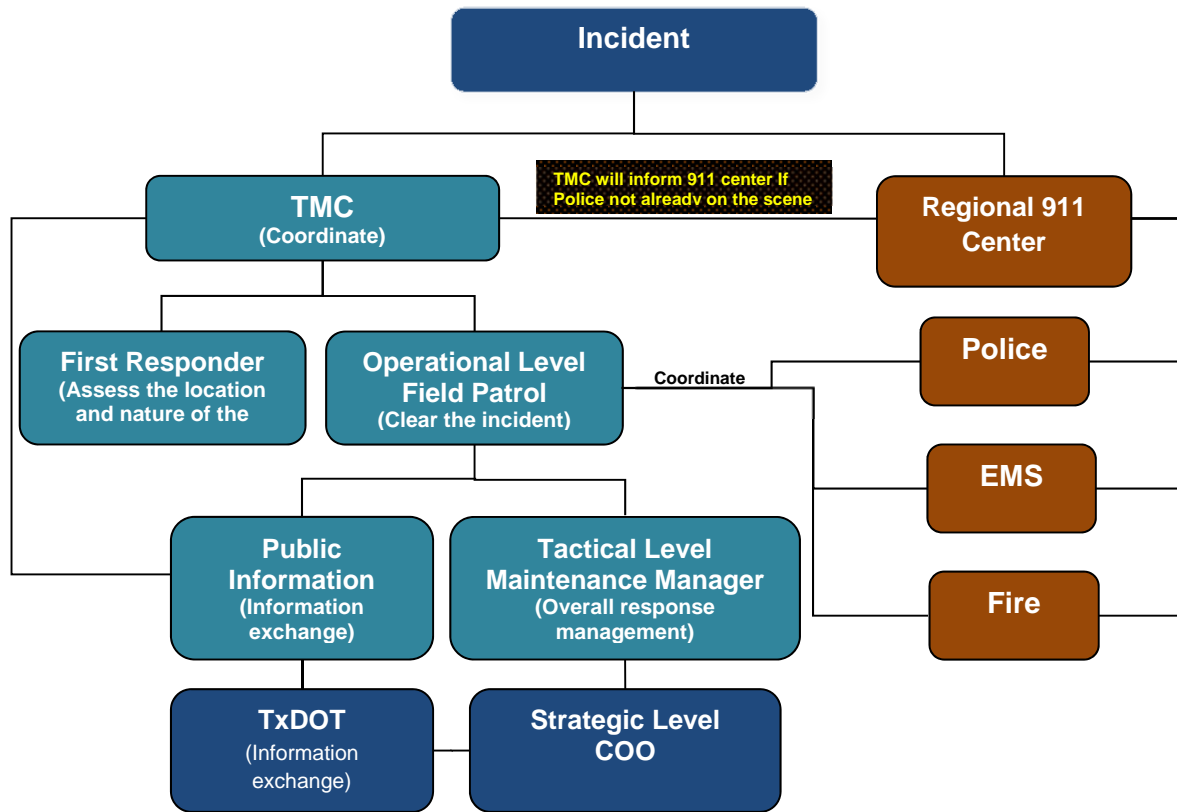 Incident
TMC will inform 911 center If
Police not already on the scene
TMC
(Coordinate)
Regional 911
Center
First Responder
(Assess the location
and nature of the
Operational Level
Field Patrol
(Clear the incident)
Coordinate
Police
EMS
Public
Information
(Information
exchange)
Tactical Level
Maintenance Manager
(Overall response
management)
Fire
TxDOT
(Information
exchange)
Strategic Level
COO